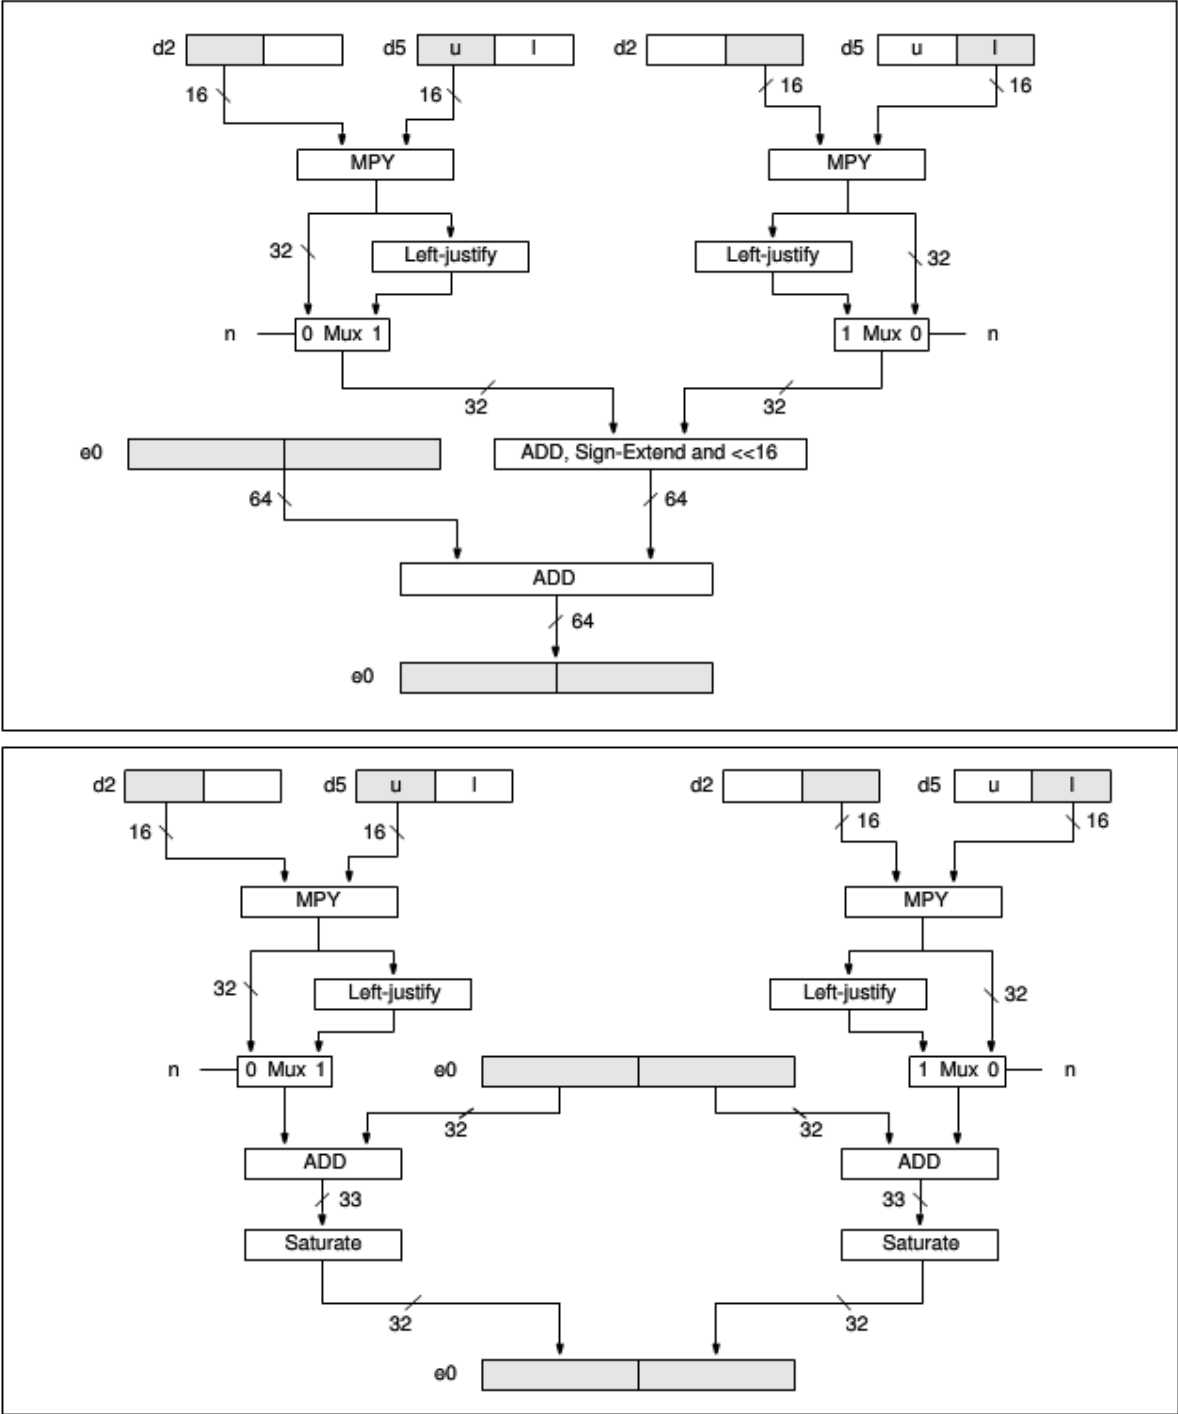 d2 d5 u l d2 d5 u l
16 16 16 16
MPY MPY
32 Left-justify Left-justify 32
n 0 Mux 1 1 Mux 0 n
32 32
e0 ADD, Sign-Extend and <<16
64 64
ADD
64
e0
d2 d5 u l d2 d5 u l
16 16 16 16
MPY MPY
32 Left-justify Left-justify 32
n 0 Mux 1 e0 1 Mux 0 n
32 32
ADD ADD
33 33
Saturate Saturate
32 32
e0